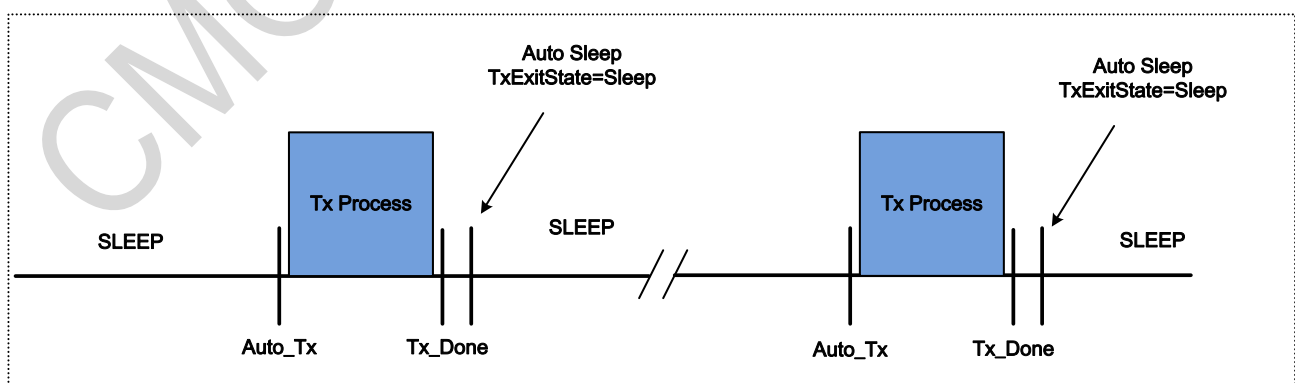 CMO
Auto Sleep
TxExitState=Sleep
Auto Sleep
TxExitState=Sleep
Tx Process
Tx Process
SLEEP
SLEEP
SLEEP
Auto_Tx
Tx_Done
Auto_Tx
Tx_Done